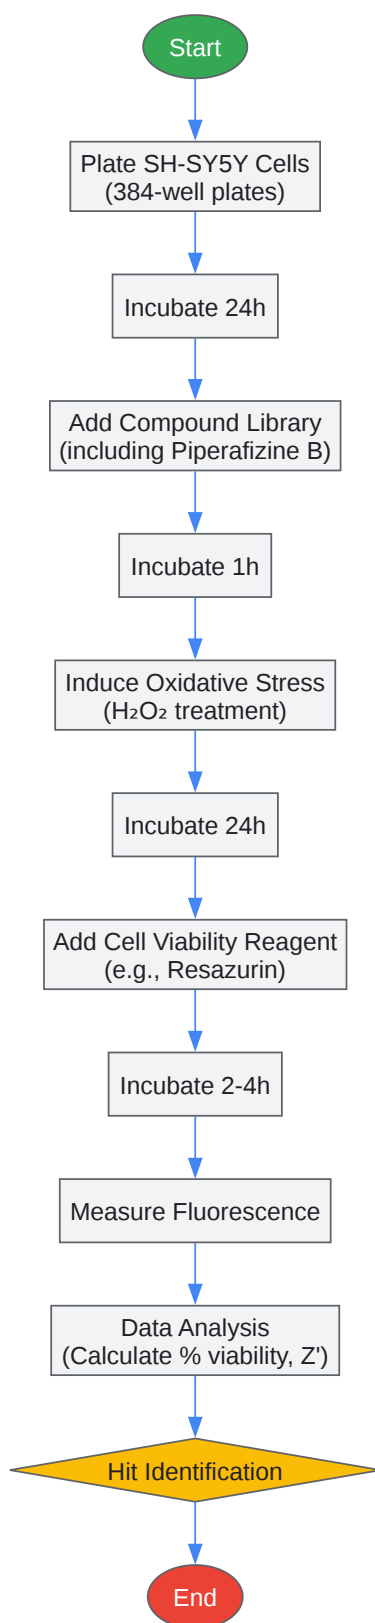 Start
Plate SH-SY5Y Cells
(384-well plates)
Incubate 24h
Add Compound Library
(including Piperafizine B)
Incubate 1h
Induce Oxidative Stress
(H₂O₂ treatment)
Incubate 24h
Add Cell Viability Reagent
(e.g., Resazurin)
Incubate 2-4h
Measure Fluorescence
Data Analysis
(Calculate % viability, Z')
Hit Identification
End